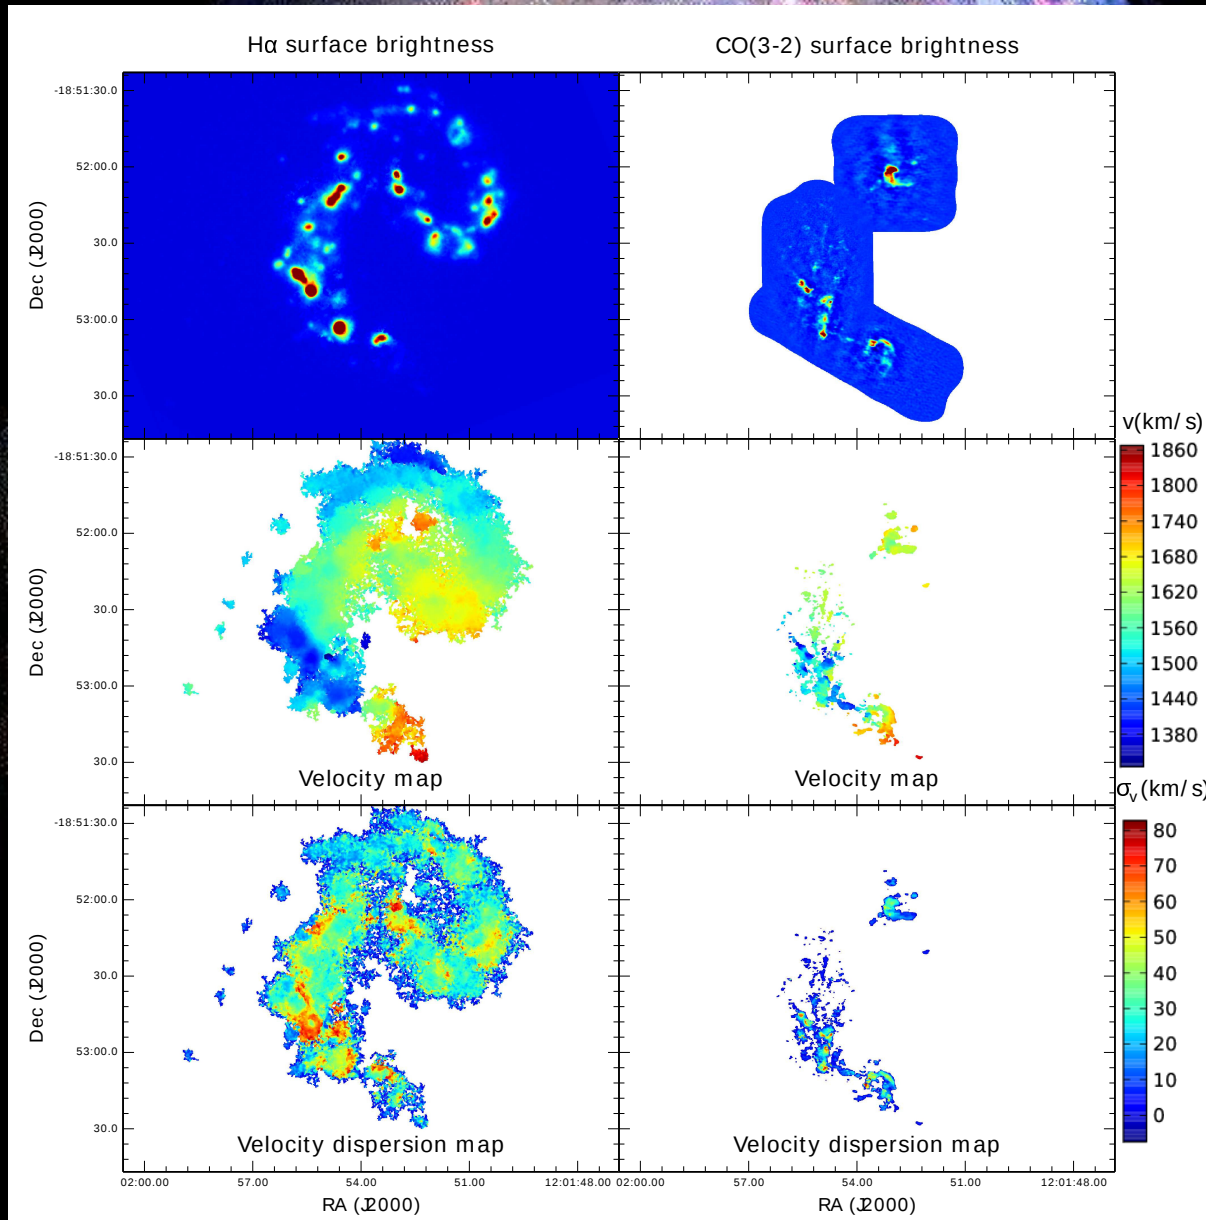 Hα surface brightness
CO(3-2) surface brightness
-18:51:30.0
52:00.0
30.0
53:00.0
30.0
Dec (J2000)
v(km/s)
1860
1800
1740
1680
1620
1560
1500
1440
1380
-18:51:30.0
52:00.0
30.0
53:00.0
30.0
Dec (J2000)
Velocity map
Velocity map
σv(km/s)
80
70
60
50
40
30
20
10
0
-18:51:30.0
52:00.0
30.0
53:00.0
30.0
Dec (J2000)
Velocity dispersion map
Velocity dispersion map
02:00.00 57.00 54.00 51.00 12:01:48.00
02:00.00 57.00 54.00 51.00 12:01:48.00
RA (J2000)
RA (J2000)